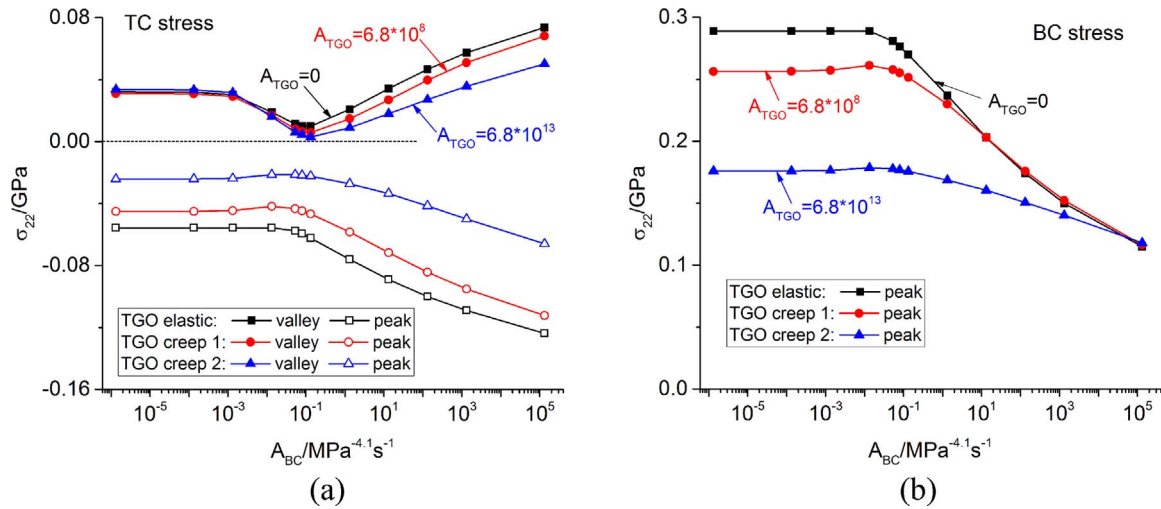 TC stress
A_TGO=6.8*10^8
A_TGO=0
A_TGO=6.8*10^13
0.08
0.00
-0.08
-0.16
σ_22/GPa
TGO elastic: valley peak
TGO creep 1: valley peak
TGO creep 2: valley peak
10^-5 10^-3 10^-1 10^1 10^3 10^5
A_BC/MPa^-4.1s^-1
(a)
BC stress
A_TGO=0
A_TGO=6.8*10^8
A_TGO=6.8*10^13
0.3
0.2
0.1
0.0
σ_22/GPa
TGO elastic: peak
TGO creep 1: peak
TGO creep 2: peak
10^-5 10^-3 10^-1 10^1 10^3 10^5
A_BC/MPa^-4.1s^-1
(b)